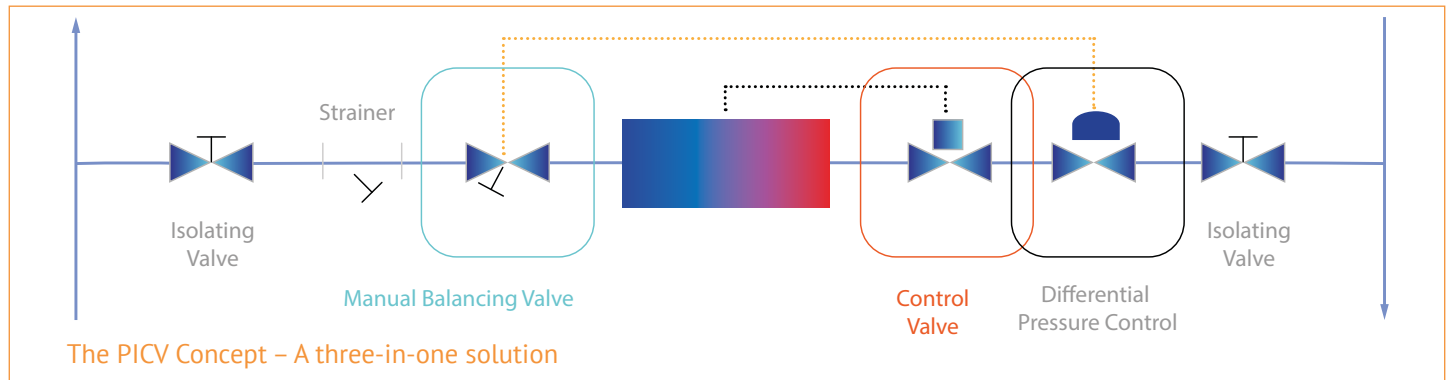 Strainer
Isolating
Valve
Manual Balancing Valve
Control
Valve
Differential
Pressure Control
Isolating
Valve
The PICV Concept – A three-in-one solution